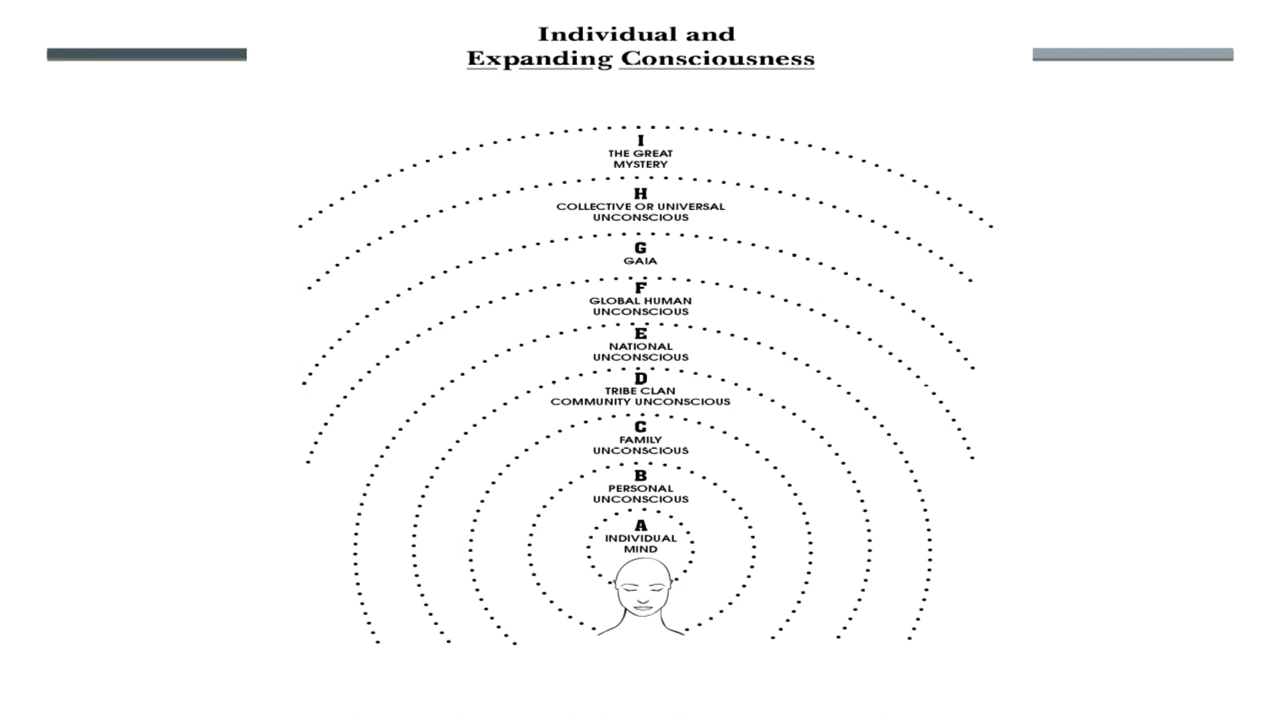 Individual and
Expanding Consciousness
I
THE GREAT
MYSTERY
H
COLLECTIVE OR UNIVERSAL
UNCONSCIOUS
G
GAIA
F
GLOBAL HUMAN
UNCONSCIOUS
E
NATIONAL
UNCONSCIOUS
D
TRIBE CLAN
COMMUNITY UNCONSCIOUS
C
FAMILY
UNCONSCIOUS
B
PERSONAL
UNCONSCIOUS
A
INDIVIDUAL
MIND